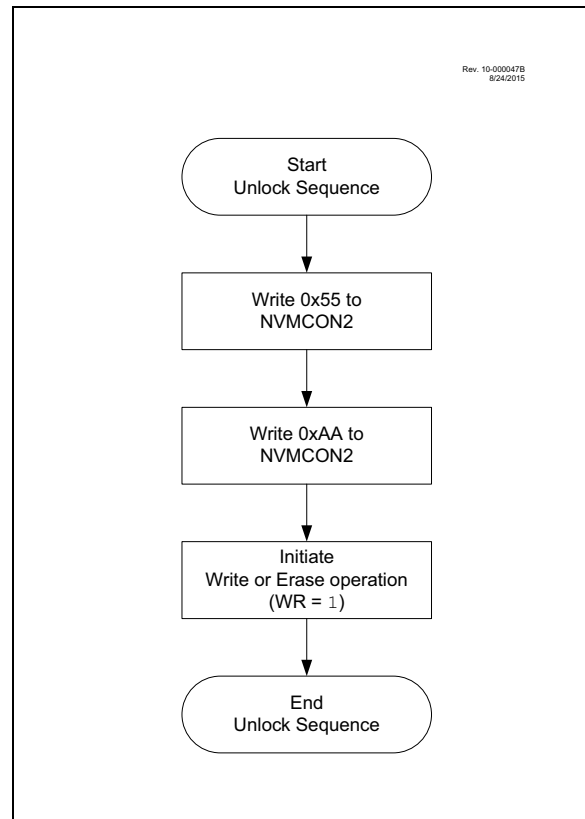 Rev. 10-000047B
8/24/2015
Start
Unlock Sequence
Write 0x55 to
NVMCON2
Write 0xAA to
NVMCON2
Initiate
Write or Erase operation
(WR = 1)
End
Unlock Sequence